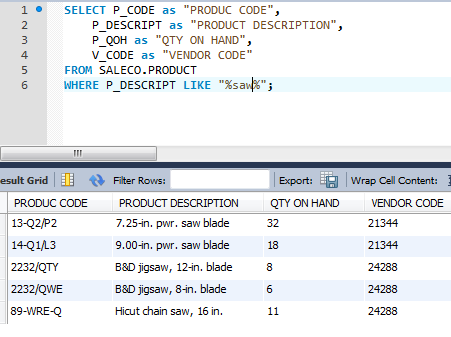 1 SELECT P_CODE as "PRODUC CODE",
2 P_DESCRIPT as "PRODUCT DESCRIPTION",
3 P_QOH as "QTY ON HAND",
4 V_CODE as "VENDOR CODE"
5 FROM SALECO.PRODUCT
6 WHERE P_DESCRIPT LIKE "%saw%";
esult Grid Filter Rows: Export: Wrap Cell Content:
PRODUC CODE PRODUCT DESCRIPTION QTY ON HAND VENDOR CODE
13-Q2/P2 7.25-in. pwr. saw blade 32 21344
14-Q1/L3 9.00-in. pwr. saw blade 18 21344
2232/QTY B&D jigsaw, 12-in. blade 8 24288
2232/QWE B&D jigsaw, 8-in. blade 6 24288
89-WRE-Q Hicut chain saw, 16 in. 11 24288